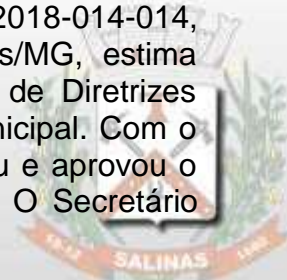 2018-014-014,
s/MG, estima
de Diretrizes
nicipal. Com o
u e aprovou o
O Secretário
SALINAS